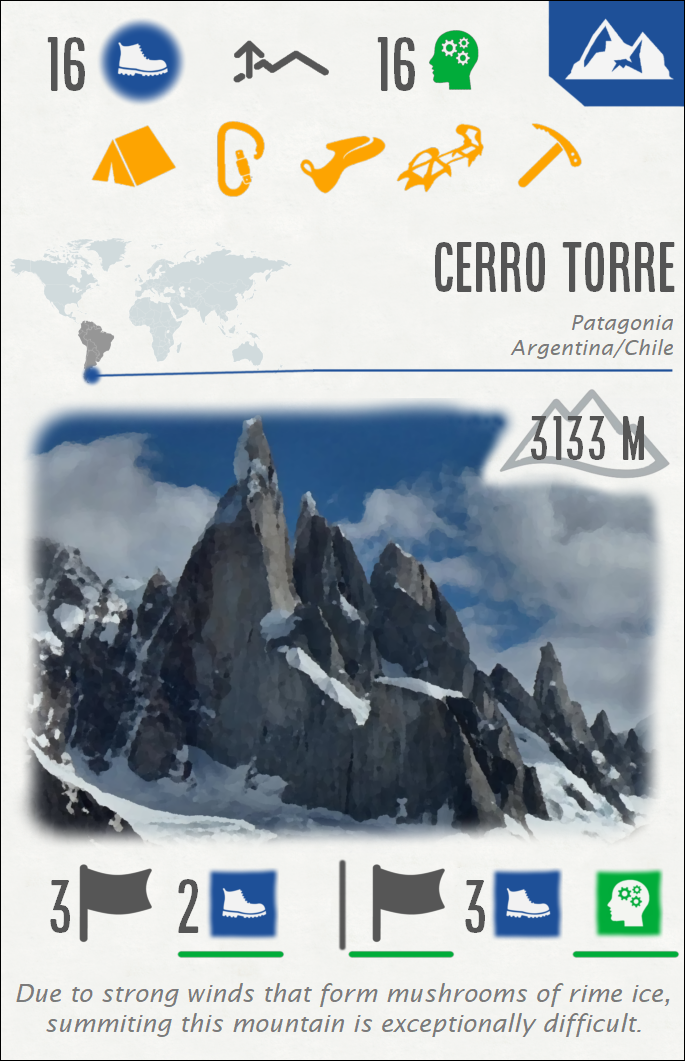 16 16
CERRO TORRE
Patagonia
Argentina/Chile
3133 M
3 2 3
Due to strong winds that form mushrooms of rime ice,
summiting this mountain is exceptionally difficult.